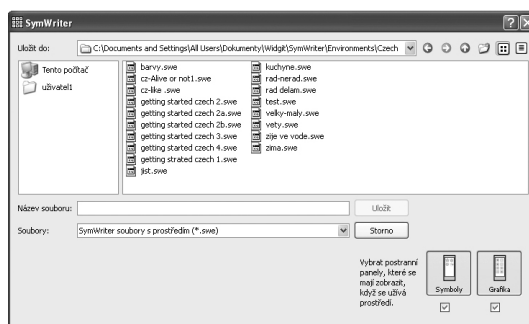 SymWriter
Uložit do:
C:\Documents and Settings\All Users\Dokumenty\Widgit\SymWriter\Environments\Czech
Tento počítač
uživatel1
barvy.swe
cz-Alive or not1.swe
cz-like .swe
getting started czech 2.swe
getting started czech 2a.swe
getting started czech 2b.swe
getting started czech 3.swe
getting started czech 4.swe
getting strated czech 1.swe
jist.swe
kuchyne.swe
rad-nerad.swe
rad delam.swe
test.swe
velky-maly.swe
vety.swe
zije ve vode.swe
zima.swe
Název souboru:
Uložit
Soubory:
SymWriter soubory s prostředím (*.swe)
Storno
Vybrat postranní
panely, které se
mají zobrazit,
když se užívá
prostředí.
Symboly
Grafika